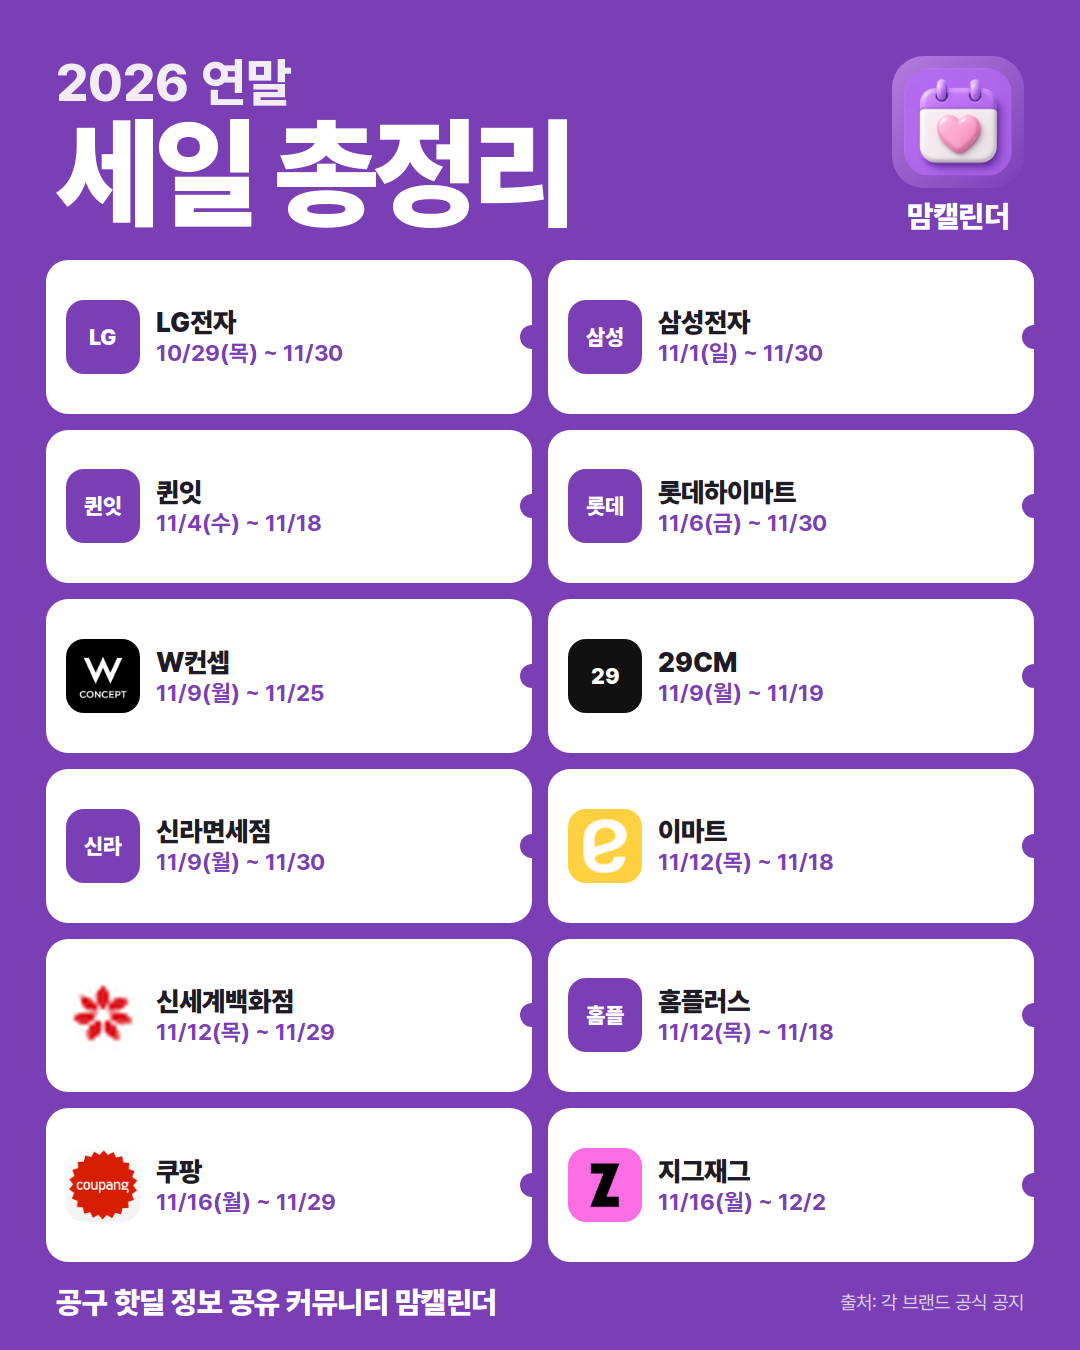 2026 연말
세일 총정리
맘캘린더
LG
LG전자
10/29(목) ~ 11/30
삼성
삼성전자
11/1(일) ~ 11/30
퀸잇
퀸잇
11/4(수) ~ 11/18
롯데
롯데하이마트
11/6(금) ~ 11/30
W
CONCEPT
W컨셉
11/9(월) ~ 11/25
29
29CM
11/9(월) ~ 11/19
신라
신라면세점
11/9(월) ~ 11/30
e
이마트
11/12(목) ~ 11/18
신세계백화점
11/12(목) ~ 11/29
홈플
홈플러스
11/12(목) ~ 11/18
coupang
쿠팡
11/16(월) ~ 11/29
Z
지그재그
11/16(월) ~ 12/2
공구 핫딜 정보 공유 커뮤니티 맘캘린더
출처: 각 브랜드 공식 공지